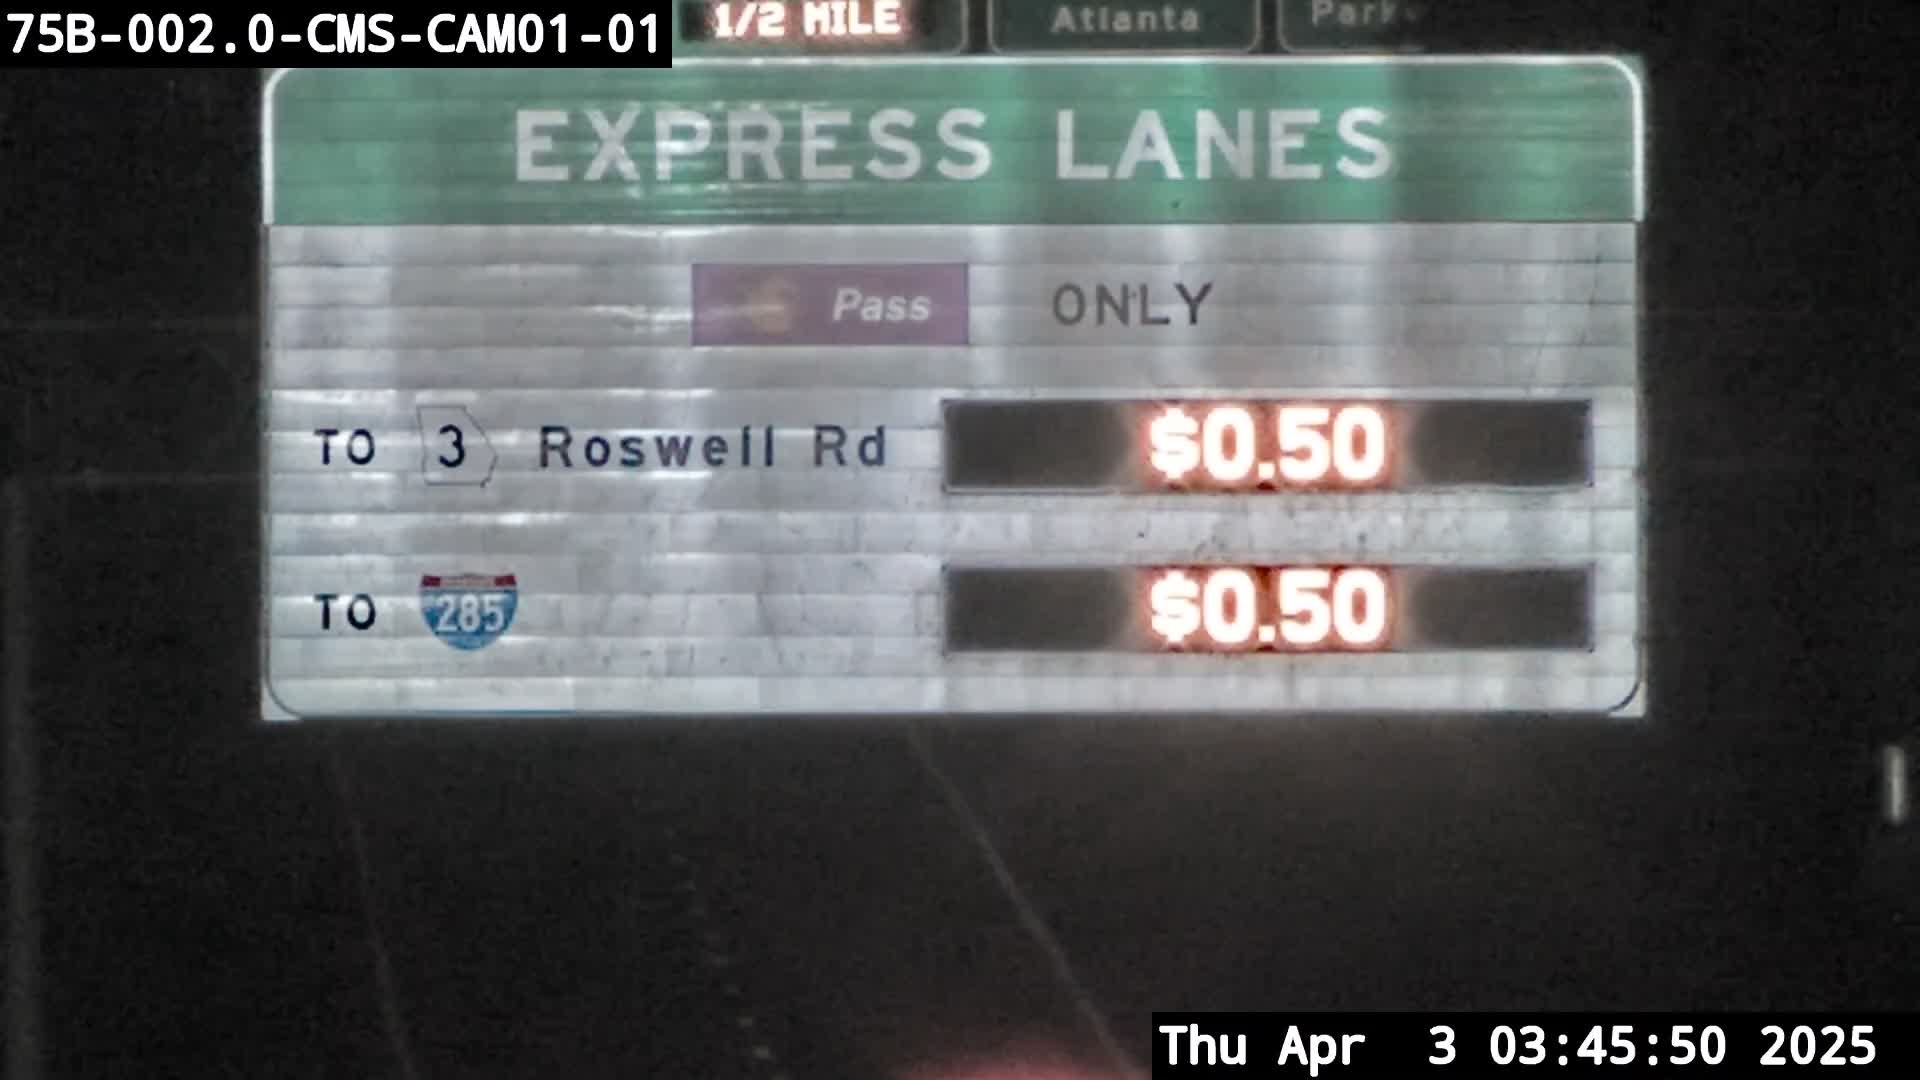 75B-002.0-CMS-CAM01-01
1/2 MILE
Atlanta
Park
EXPRESS LANES
Pass ONLY
TO 3 Roswell Rd $0.50
TO 285 $0.50
Thu Apr 3 03:45:50 2025